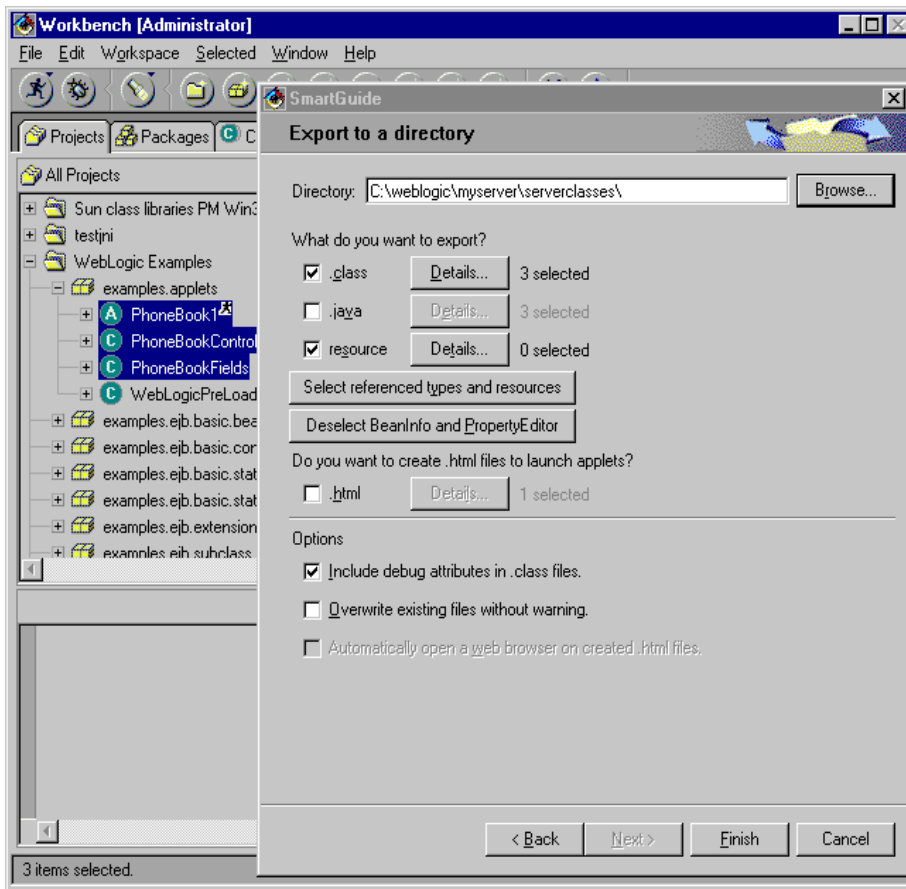 Workbench [Administrator]
File Edit Workspace Selected Window Help
Projects Packages C C
All Projects
Sun class libraries PM Win3
testjni
WebLogic Examples
examples.applets
A PhoneBook1
C PhoneBookControl
C PhoneBookFields
C WebLogicPreLoad
examples.ejb.basic.bea
examples.ejb.basic.cor
examples.ejb.basic.stat
examples.ejb.basic.stat
examples.ejb.extension
examples.ejb.subclass
3 items selected.
SmartGuide
Export to a directory
Directory: C:\weblogic\myserver\serverclasses\ Browse...
What do you want to export?
.class Details... 3 selected
.java Details... 3 selected
resource Details... 0 selected
Select referenced types and resources
Deselect BeanInfo and PropertyEditor
Do you want to create .html files to launch applets?
.html Details... 1 selected
Options
Include debug attributes in .class files.
Overwrite existing files without warning.
Automatically open a web browser on created .html files.
< Back Next > Finish Cancel